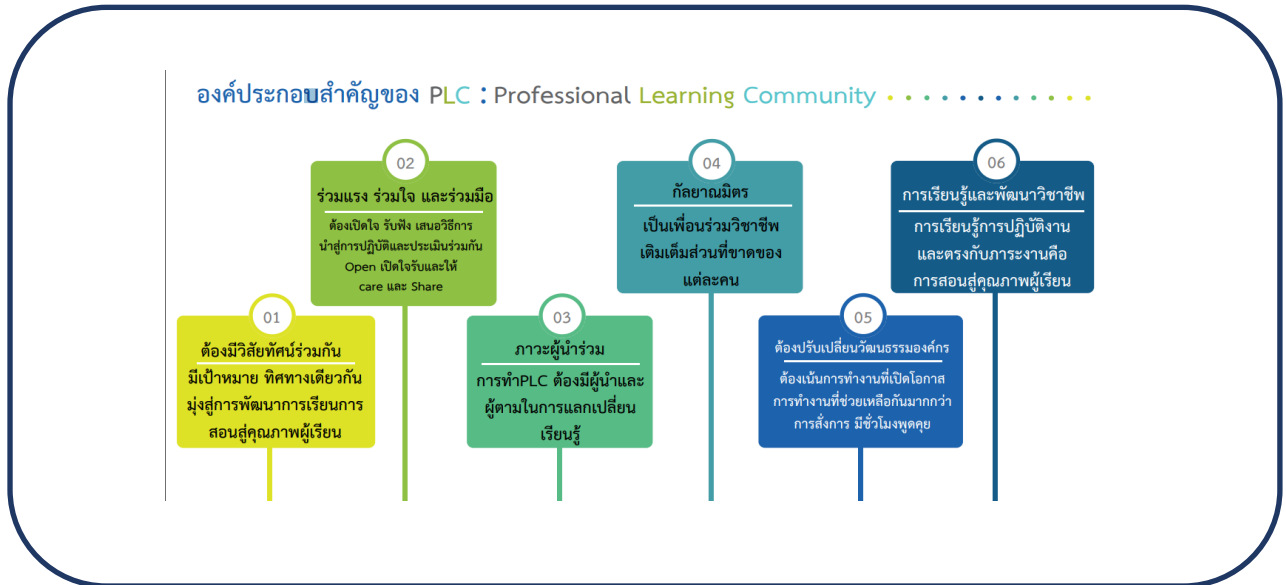 องค์ประกอบสำคัญของ PLC : Professional Learning Community
01
ต้องมีวิสัยทัศน์ร่วมกัน
มีเป้าหมาย ทิศทางเดียวกัน
มุ่งสู่การพัฒนาการเรียนการ
สอนสู่คุณภาพผู้เรียน
02
ร่วมแรง ร่วมใจ และร่วมมือ
ต้องเปิดใจ รับฟัง เสนอวิธีการ
นำสู่การปฏิบัติและประเมินร่วมกัน
Open เปิดใจรับและให้
care และ Share
03
ภาวะผู้นำร่วม
การทำPLC ต้องมีผู้นำและ
ผู้ตามในการแลกเปลี่ยน
เรียนรู้
04
กัลยาณมิตร
เป็นเพื่อนร่วมวิชาชีพ
เติมเต็มส่วนที่ขาดของ
แต่ละคน
05
ต้องปรับเปลี่ยนวัฒนธรรมองค์กร
ต้องเน้นการทำงานที่เปิดโอกาส
การทำงานที่ช่วยเหลือกันมากกว่า
การสั่งการ มีชั่วโมงพูดคุย
06
การเรียนรู้และพัฒนาวิชาชีพ
การเรียนรู้การปฏิบัติงาน
และตรงกับภาระงานคือ
การสอนสู่คุณภาพผู้เรียน